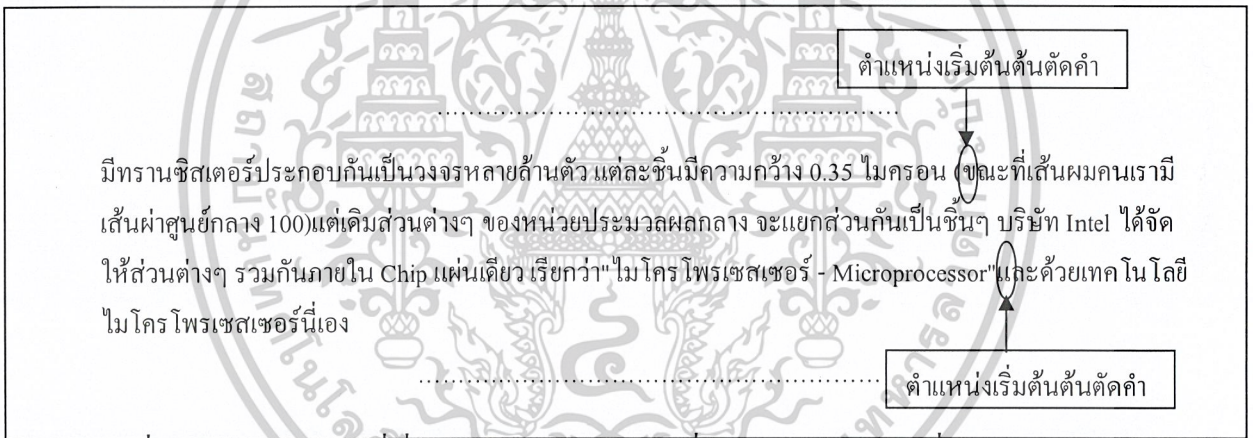 ตำแหน่งเริ่มต้นต้นตัดคำ
มีทรานซิสเตอร์ประกอบกันเป็นวงจรหลายล้านตัว แต่ละชิ้นมีความกว้าง 0.35 ไมครอน (ขณะที่เส้นผมคนเรามี
เส้นผ่าศูนย์กลาง 100)แต่เดิมส่วนต่างๆ ของหน่วยประมวลผลกลาง จะแยกส่วนกันเป็นชิ้นๆ บริษัท Intel ได้จัด
ให้ส่วนต่างๆ รวมกันภายใน Chip แผ่นเดียว เรียกว่า"ไมโครโพรเซสเซอร์ - Microprocessor"และด้วยเทคโนโลยี
ไมโครโพรเซสเซอร์นี่เอง
ตำแหน่งเริ่มต้นต้นตัดคำ